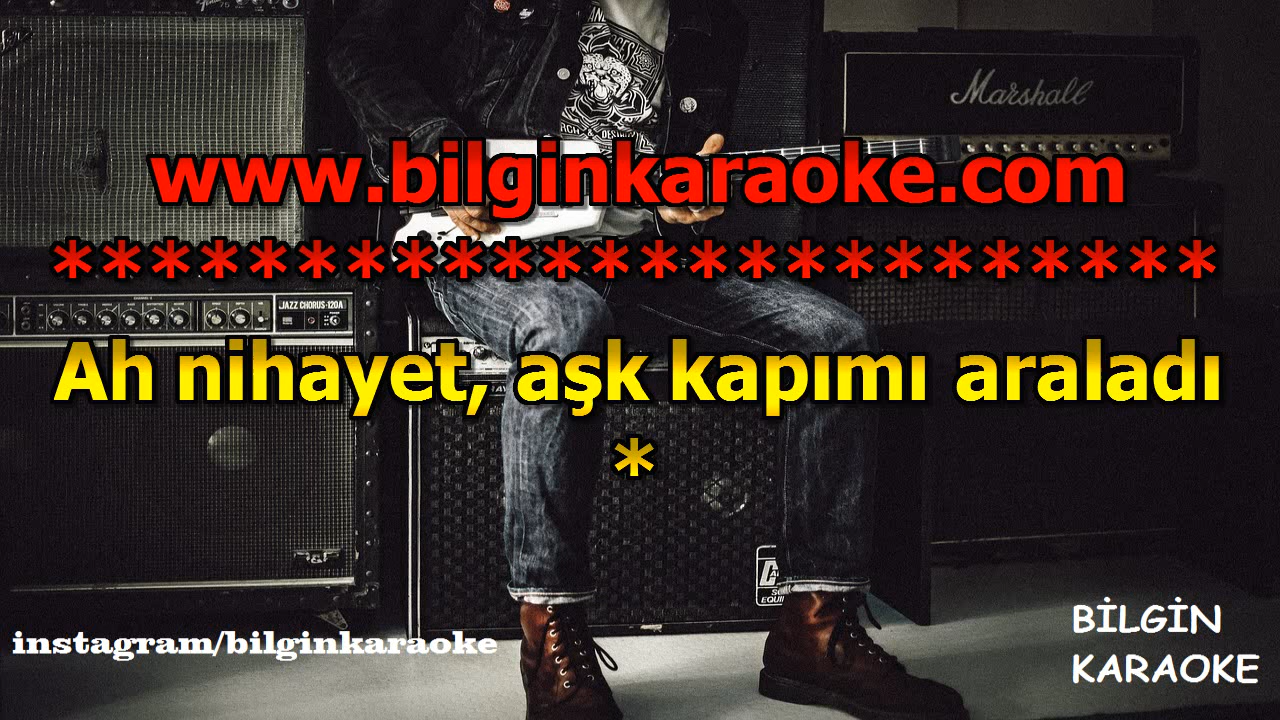 Marshall
www.bilginkaraoke.com
************************
JAZZ CHORUS-120A
Ah nihayet, aşk kapımı araladı
*
instagram/bilginkaraoke
BİLGİN
KARAOKE